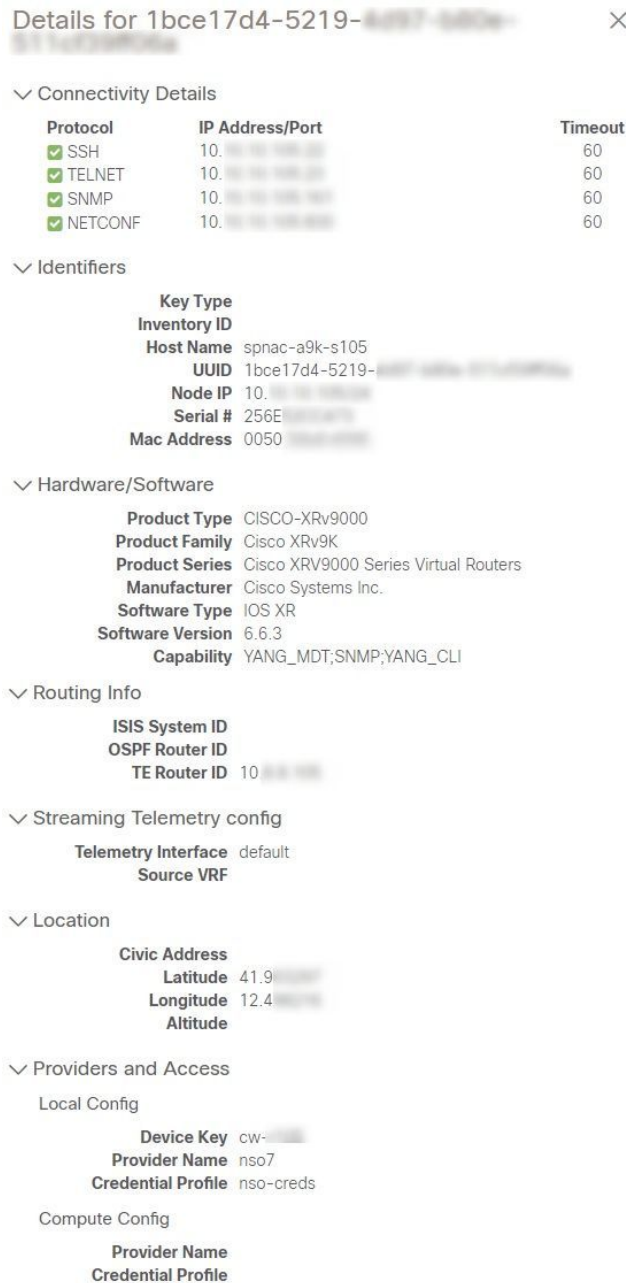 Details for 1bce17d4-5219-
Connectivity Details
Protocol IP Address/Port Timeout
SSH 10. 60
TELNET 10. 60
SNMP 10. 60
NETCONF 10. 60
Identifiers
Key Type
Inventory ID
Host Name spnac-a9k-s105
UUID 1bce17d4-5219-
Node IP 10.
Serial # 256E
Mac Address 0050
Hardware/Software
Product Type CISCO-XRv9000
Product Family Cisco XRv9K
Product Series Cisco XRV9000 Series Virtual Routers
Manufacturer Cisco Systems Inc.
Software Type IOS XR
Software Version 6.6.3
Capability YANG_MDT;SNMP;YANG_CLI
Routing Info
ISIS System ID
OSPF Router ID
TE Router ID 10
Streaming Telemetry config
Telemetry Interface default
Source VRF
Location
Civic Address
Latitude 41.9
Longitude 12.4
Altitude
Providers and Access
Local Config
Device Key cw-
Provider Name nso7
Credential Profile nso-creds
Compute Config
Provider Name
Credential Profile